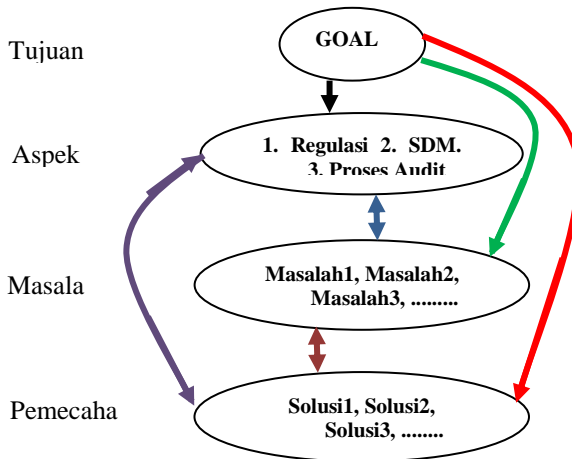 Tujuan
GOAL
Aspek
1. Regulasi 2. SDM.
3. Proses Audit
Masala
Masalah1, Masalah2,
Masalah3, .........
Pemecaha
Solusi1, Solusi2,
Solusi3, ........